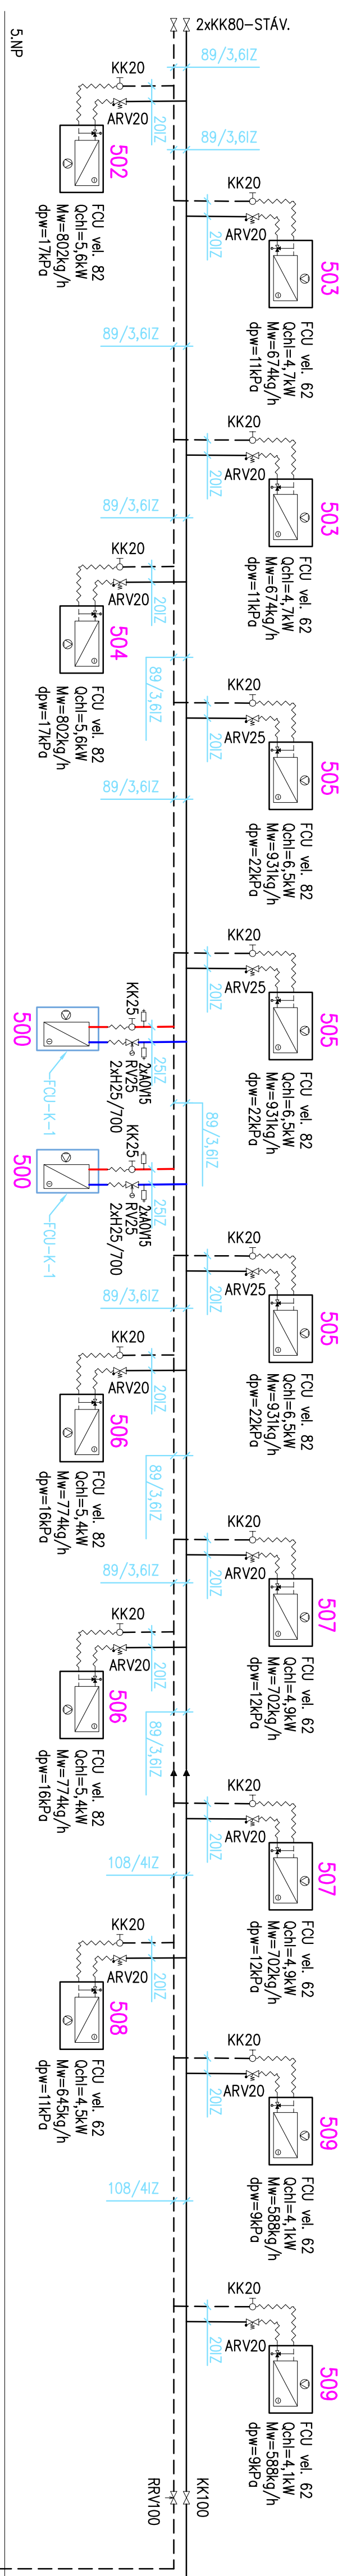 5.NP
2xKK80-STÁV.
89/3,6IZ
KK20
20IZ
ARV20
502
FCU vel. 82
Qchl=5,6kW
Mw=802kg/h
dpw=17kPa
89/3,6IZ
KK20
20IZ
ARV20
503
FCU vel. 62
Qchl=4,7kW
Mw=674kg/h
dpw=11kPa
89/3,6IZ
KK20
20IZ
ARV20
503
FCU vel. 62
Qchl=4,7kW
Mw=674kg/h
dpw=11kPa
89/3,6IZ
KK20
20IZ
ARV20
504
FCU vel. 82
Qchl=5,6kW
Mw=802kg/h
dpw=17kPa
89/3,6IZ
KK20
20IZ
ARV25
505
FCU vel. 82
Qchl=6,5kW
Mw=931kg/h
dpw=22kPa
89/3,6IZ
KK20
20IZ
ARV25
505
FCU vel. 82
Qchl=6,5kW
Mw=931kg/h
dpw=22kPa
KK25
25IZ
2xAOV15
RV25
2xH25/700
500
FCU-K-1
89/3,6IZ
KK25
25IZ
2xAOV15
RV25
2xH25/700
500
FCU-K-1
KK20
20IZ
ARV25
505
FCU vel. 82
Qchl=6,5kW
Mw=931kg/h
dpw=22kPa
89/3,6IZ
KK20
20IZ
ARV20
506
FCU vel. 82
Qchl=5,4kW
Mw=774kg/h
dpw=16kPa
89/3,6IZ
KK20
20IZ
ARV20
507
FCU vel. 62
Qchl=4,9kW
Mw=702kg/h
dpw=12kPa
89/3,6IZ
KK20
20IZ
ARV20
506
FCU vel. 82
Qchl=5,4kW
Mw=774kg/h
dpw=16kPa
89/3,6IZ
KK20
20IZ
ARV20
507
FCU vel. 62
Qchl=4,9kW
Mw=702kg/h
dpw=12kPa
108/4IZ
KK20
20IZ
ARV20
508
FCU vel. 62
Qchl=4,5kW
Mw=645kg/h
dpw=11kPa
KK20
20IZ
ARV20
509
FCU vel. 62
Qchl=4,1kW
Mw=588kg/h
dpw=9kPa
108/4IZ
KK20
20IZ
ARV20
509
FCU vel. 62
Qchl=4,1kW
Mw=588kg/h
dpw=9kPa
KK100
RRV100